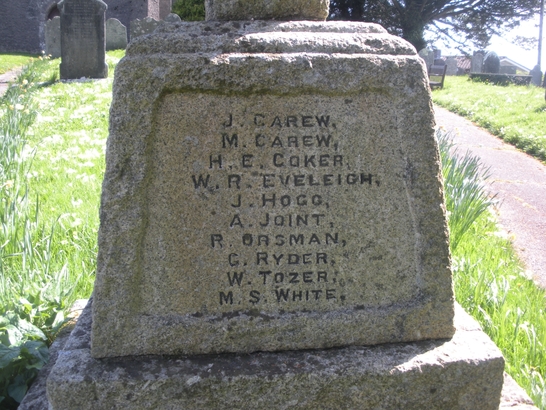 J. CAREW,
M. CAREW,
H. E. COKER,
W. R. EVELEIGH,
J. HOGG,
A. JOINT,
R. ORSMAN,
G. RYDER,
W. TOZER,
M. S. WHITE,